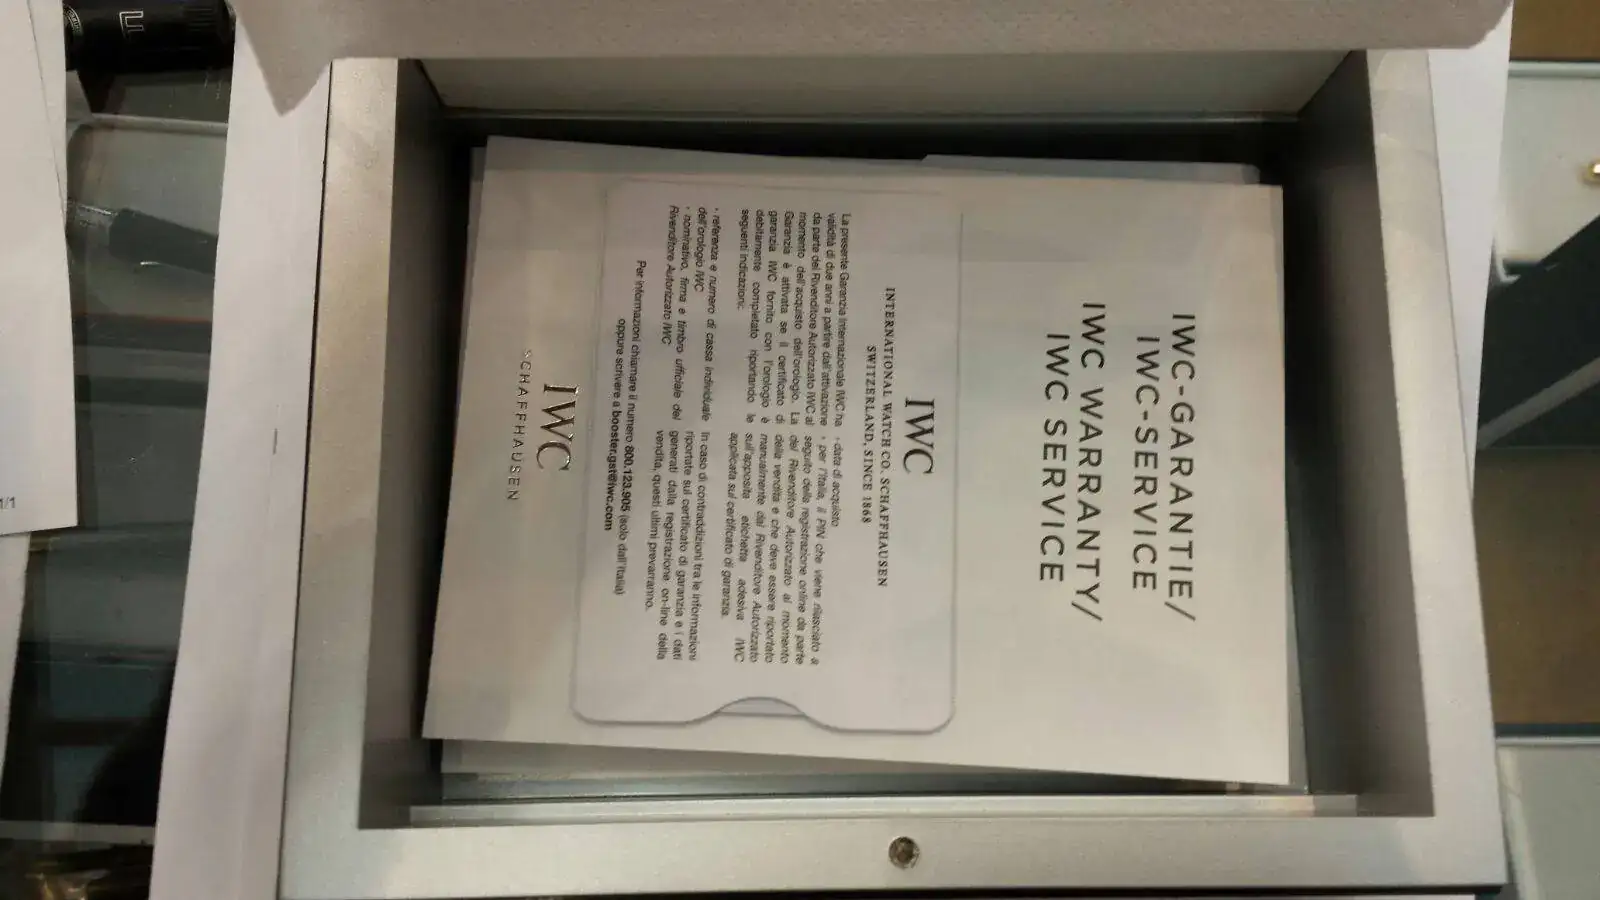 IWC-GARANTIE/
IWC-SERVICE
IWC WARRANTY/
IWC SERVICE
IWC
INTERNATIONAL WATCH CO. SCHAFFHAUSEN
SWITZERLAND, SINCE 1868
La presente Garanzia Internazionale IWC ha
validità di due anni a partire dall'attivazione
da parte del Rivenditore Autorizzato IWC al
momento dell'acquisto dell'orologio. La
Garanzia è attivata se il certificato di
garanzia IWC fornito con l'orologio è
debitamente completato riportando le
seguenti indicazioni:
• referenza e numero di cassa individuale
dell'orologio IWC
• nominativo, firma e timbro ufficiale del
Rivenditore Autorizzato IWC
• data di acquisto
• per l'Italia, il PIN che viene rilasciato a
seguito della registrazione online da parte
del Rivenditore Autorizzato al momento
della vendita e che deve essere riportato
manualmente dal Rivenditore Autorizzato
sull'apposita etichetta adesiva IWC
applicata sul certificato di garanzia.
In caso di contraddizioni tra le informazioni
riportate sul certificato di garanzia e i dati
generati dalla registrazione on-line della
vendita, questi ultimi prevarranno.
Per informazioni chiamare il numero 800.123.905 (solo dall'Italia)
oppure scrivere a booster.gst@iwc.com
IWC
SCHAFFHAUSEN
1/1